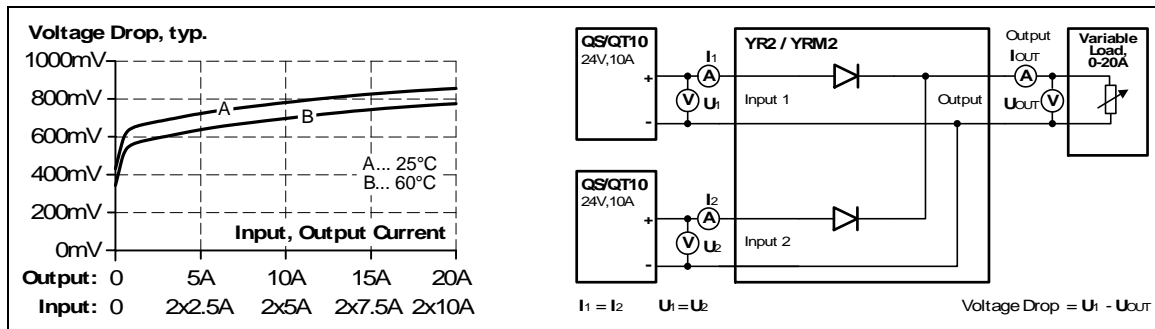 Voltage Drop, typ.
1000mV
800mV
600mV
400mV
200mV
0mV
A
B
A... 25°C
B... 60°C
Input, Output Current
Output: 0 5A 10A 15A 20A
Input: 0 2x2.5A 2x5A 2x7.5A 2x10A
QS/QT10
24V,10A
+
-
I1
A
V U1
YR2 / YRM2
Input 1
Output
Output
IOUT
A
UOUT V
Variable
Load,
0-20A
QS/QT10
24V,10A
+
-
I2
A
V U2
Input 2
I1 = I2 U1=U2
Voltage Drop = U1 - UOUT